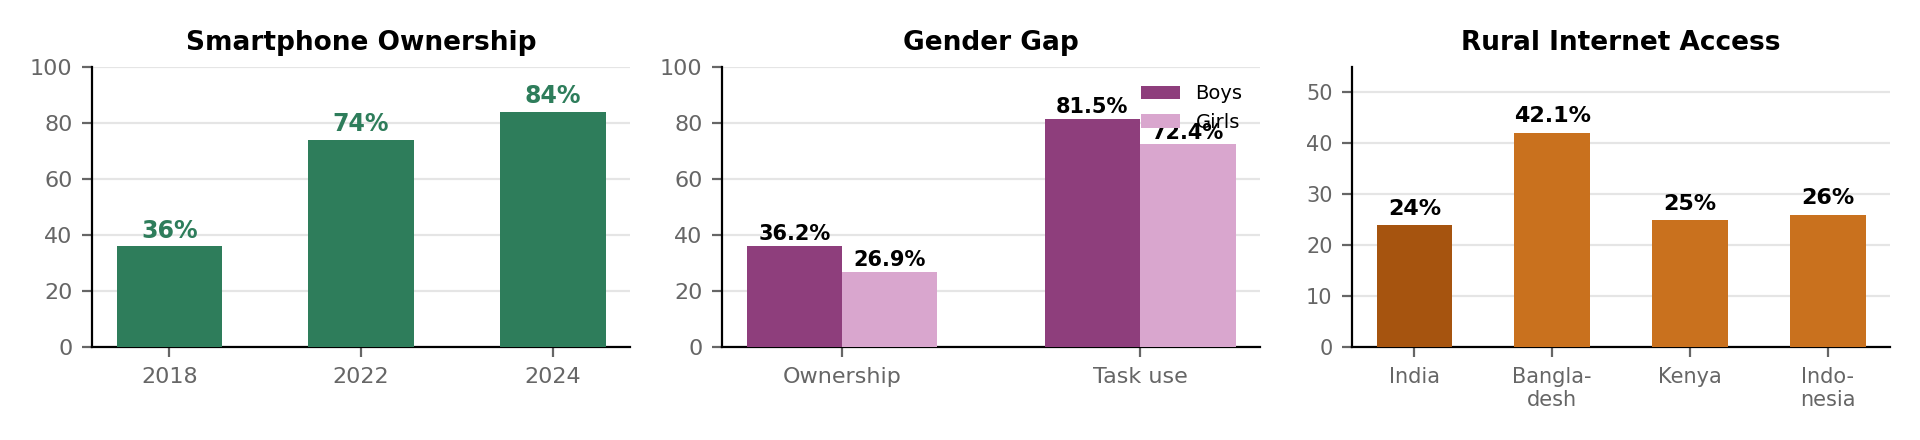 Smartphone Ownership
100
80
60
40
20
0
36%
74%
84%
2018
2022
2024
Gender Gap
100
80
60
40
20
0
Boys
Girls
36.2%
26.9%
81.5%
72.4%
Ownership
Task use
Rural Internet Access
50
40
30
20
10
0
24%
42.1%
25%
26%
India
Bangla-
desh
Kenya
Indo-
nesia